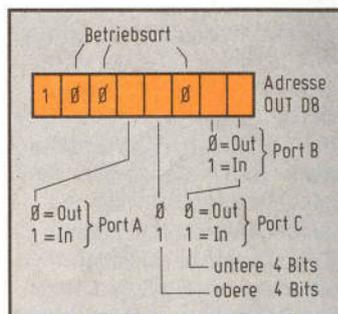 Betriebsart
1 Ø Ø Ø
Adresse
OUT D8
Ø = Out
1 = In
Port B
Ø = Out
1 = In
Port A
Ø
1
Ø = Out
1 = In
Port C
untere 4 Bits
obere 4 Bits